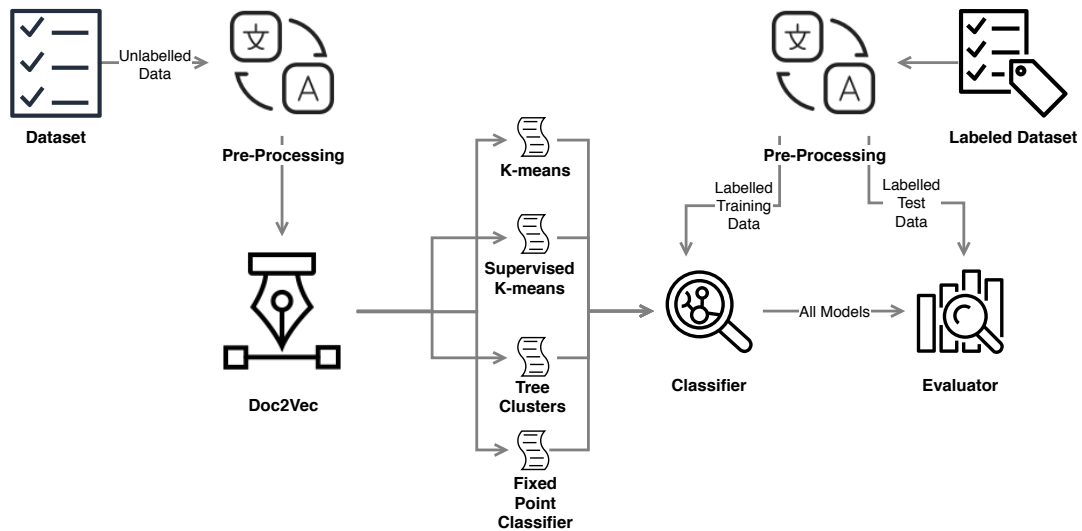 Unlabelled
Data
Dataset
文
A
Pre-Processing
Doc2Vec
K-means
Supervised
K-means
Tree
Clusters
Fixed
Point
Classifier
文
A
Pre-Processing
Labeled Dataset
Labelled
Training
Data
Labelled
Test
Data
Classifier
All Models
Evaluator